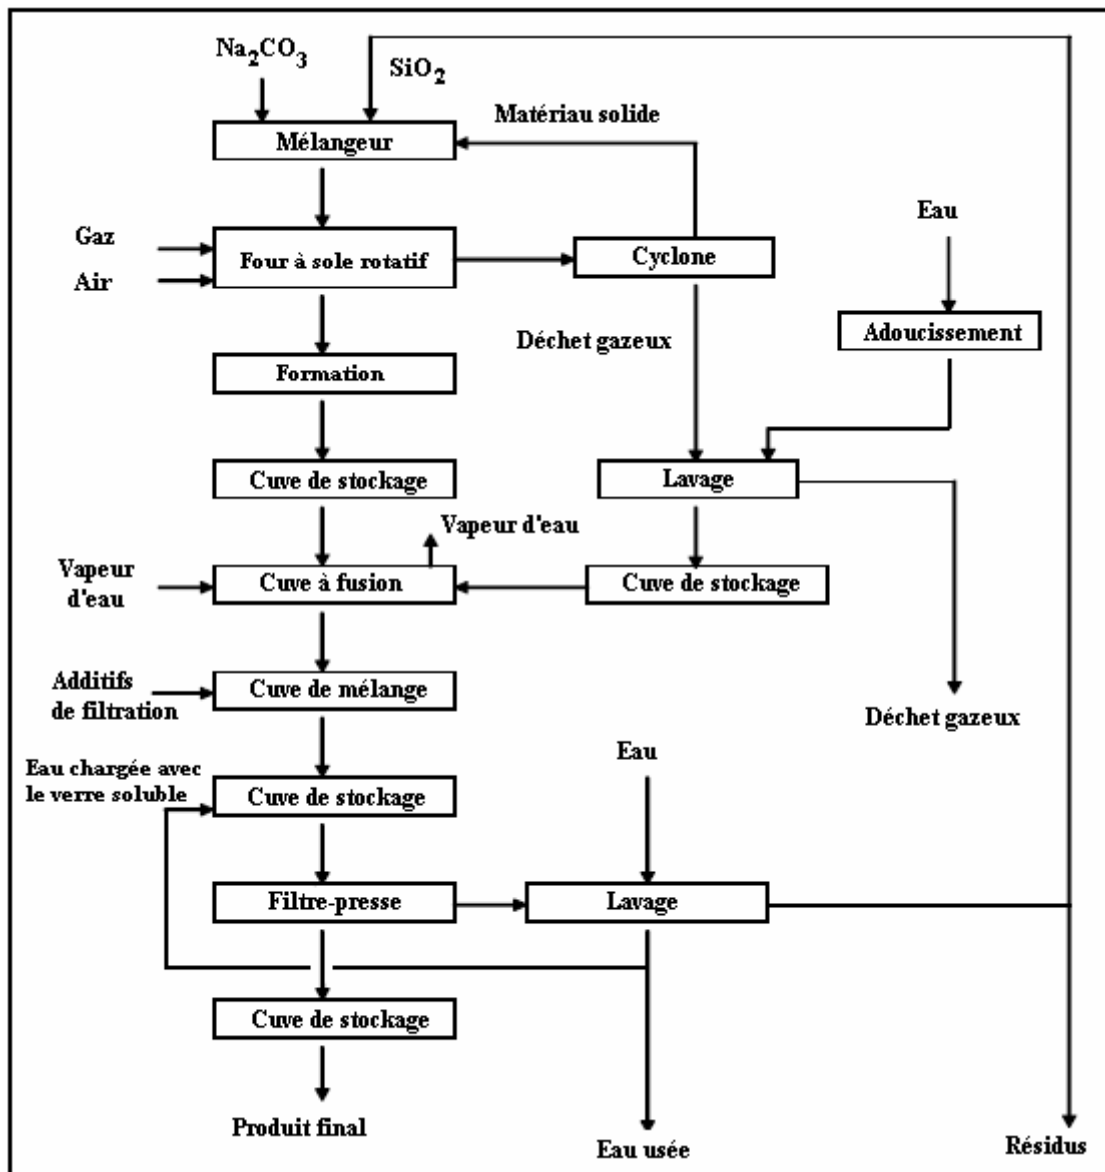 Na2CO3
SiO2
Matériau solide
Mélangeur
Eau
Gaz
Four à sole rotatif
Cyclone
Air
Adoucissement
Déchet gazeux
Formation
Cuve de stockage
Lavage
Vapeur d'eau
Vapeur
d'eau
Cuve à fusion
Cuve de stockage
Additifs
de filtration
Cuve de mélange
Déchet gazeux
Eau
Eau chargée avec
le verre soluble
Cuve de stockage
Filtre-presse
Lavage
Cuve de stockage
Produit final
Eau usée
Résidus